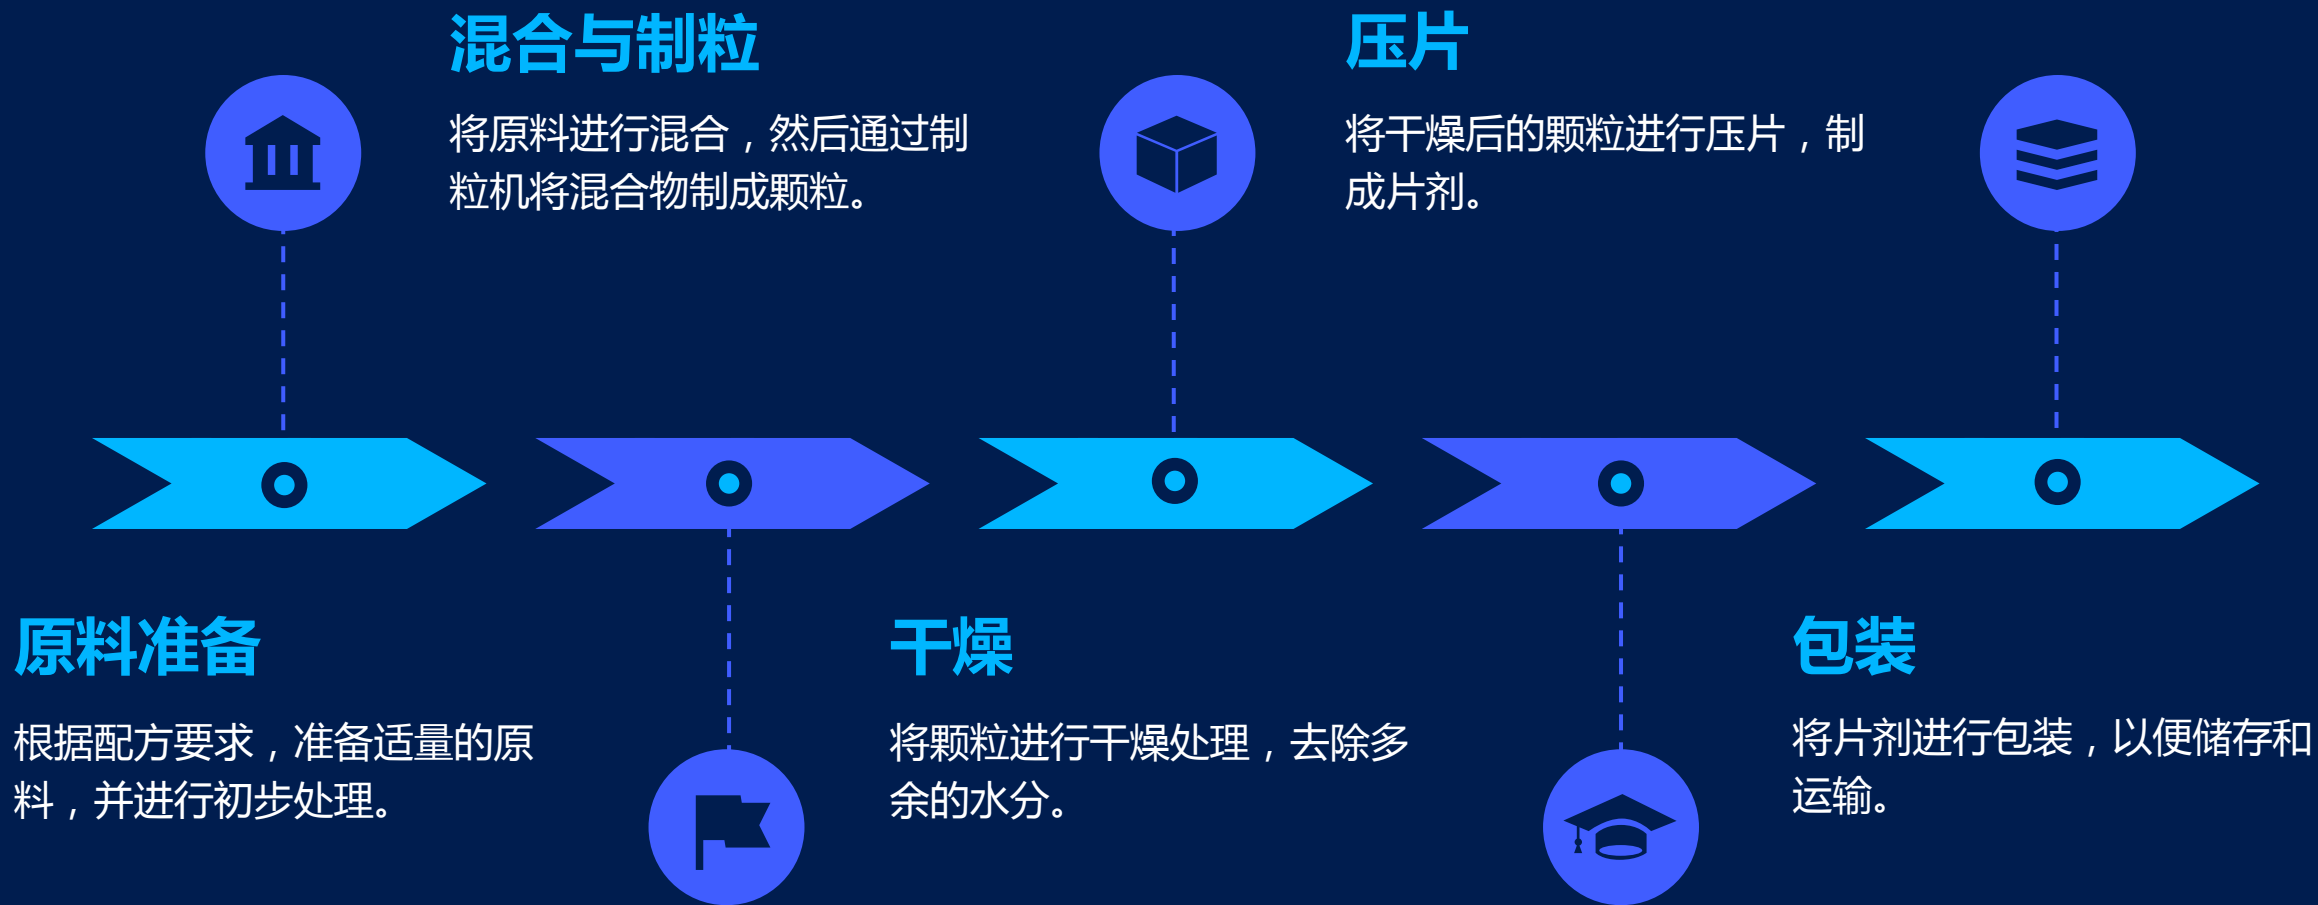 混合与制粒
将原料进行混合，然后通过制
粒机将混合物制成颗粒。
压片
将干燥后的颗粒进行压片，制
成片剂。
原料准备
根据配方要求，准备适量的原
料，并进行初步处理。
干燥
将颗粒进行干燥处理，去除多
余的水分。
包装
将片剂进行包装，以便储存和
运输。